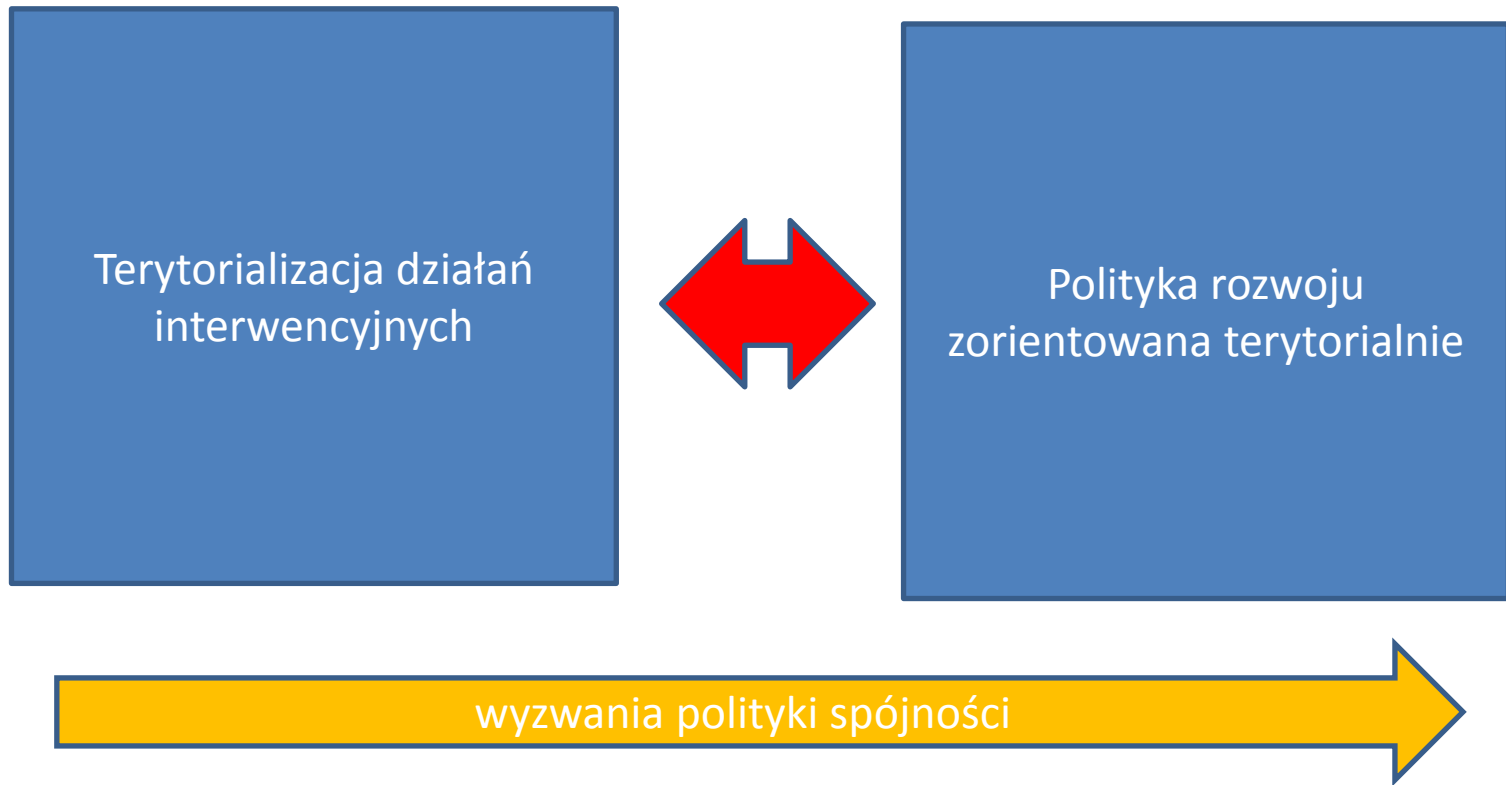 Terytorializacja działań
interwencyjnych
Polityka rozwoju
zorientowana terytorialnie
wyzwania polityki spójności